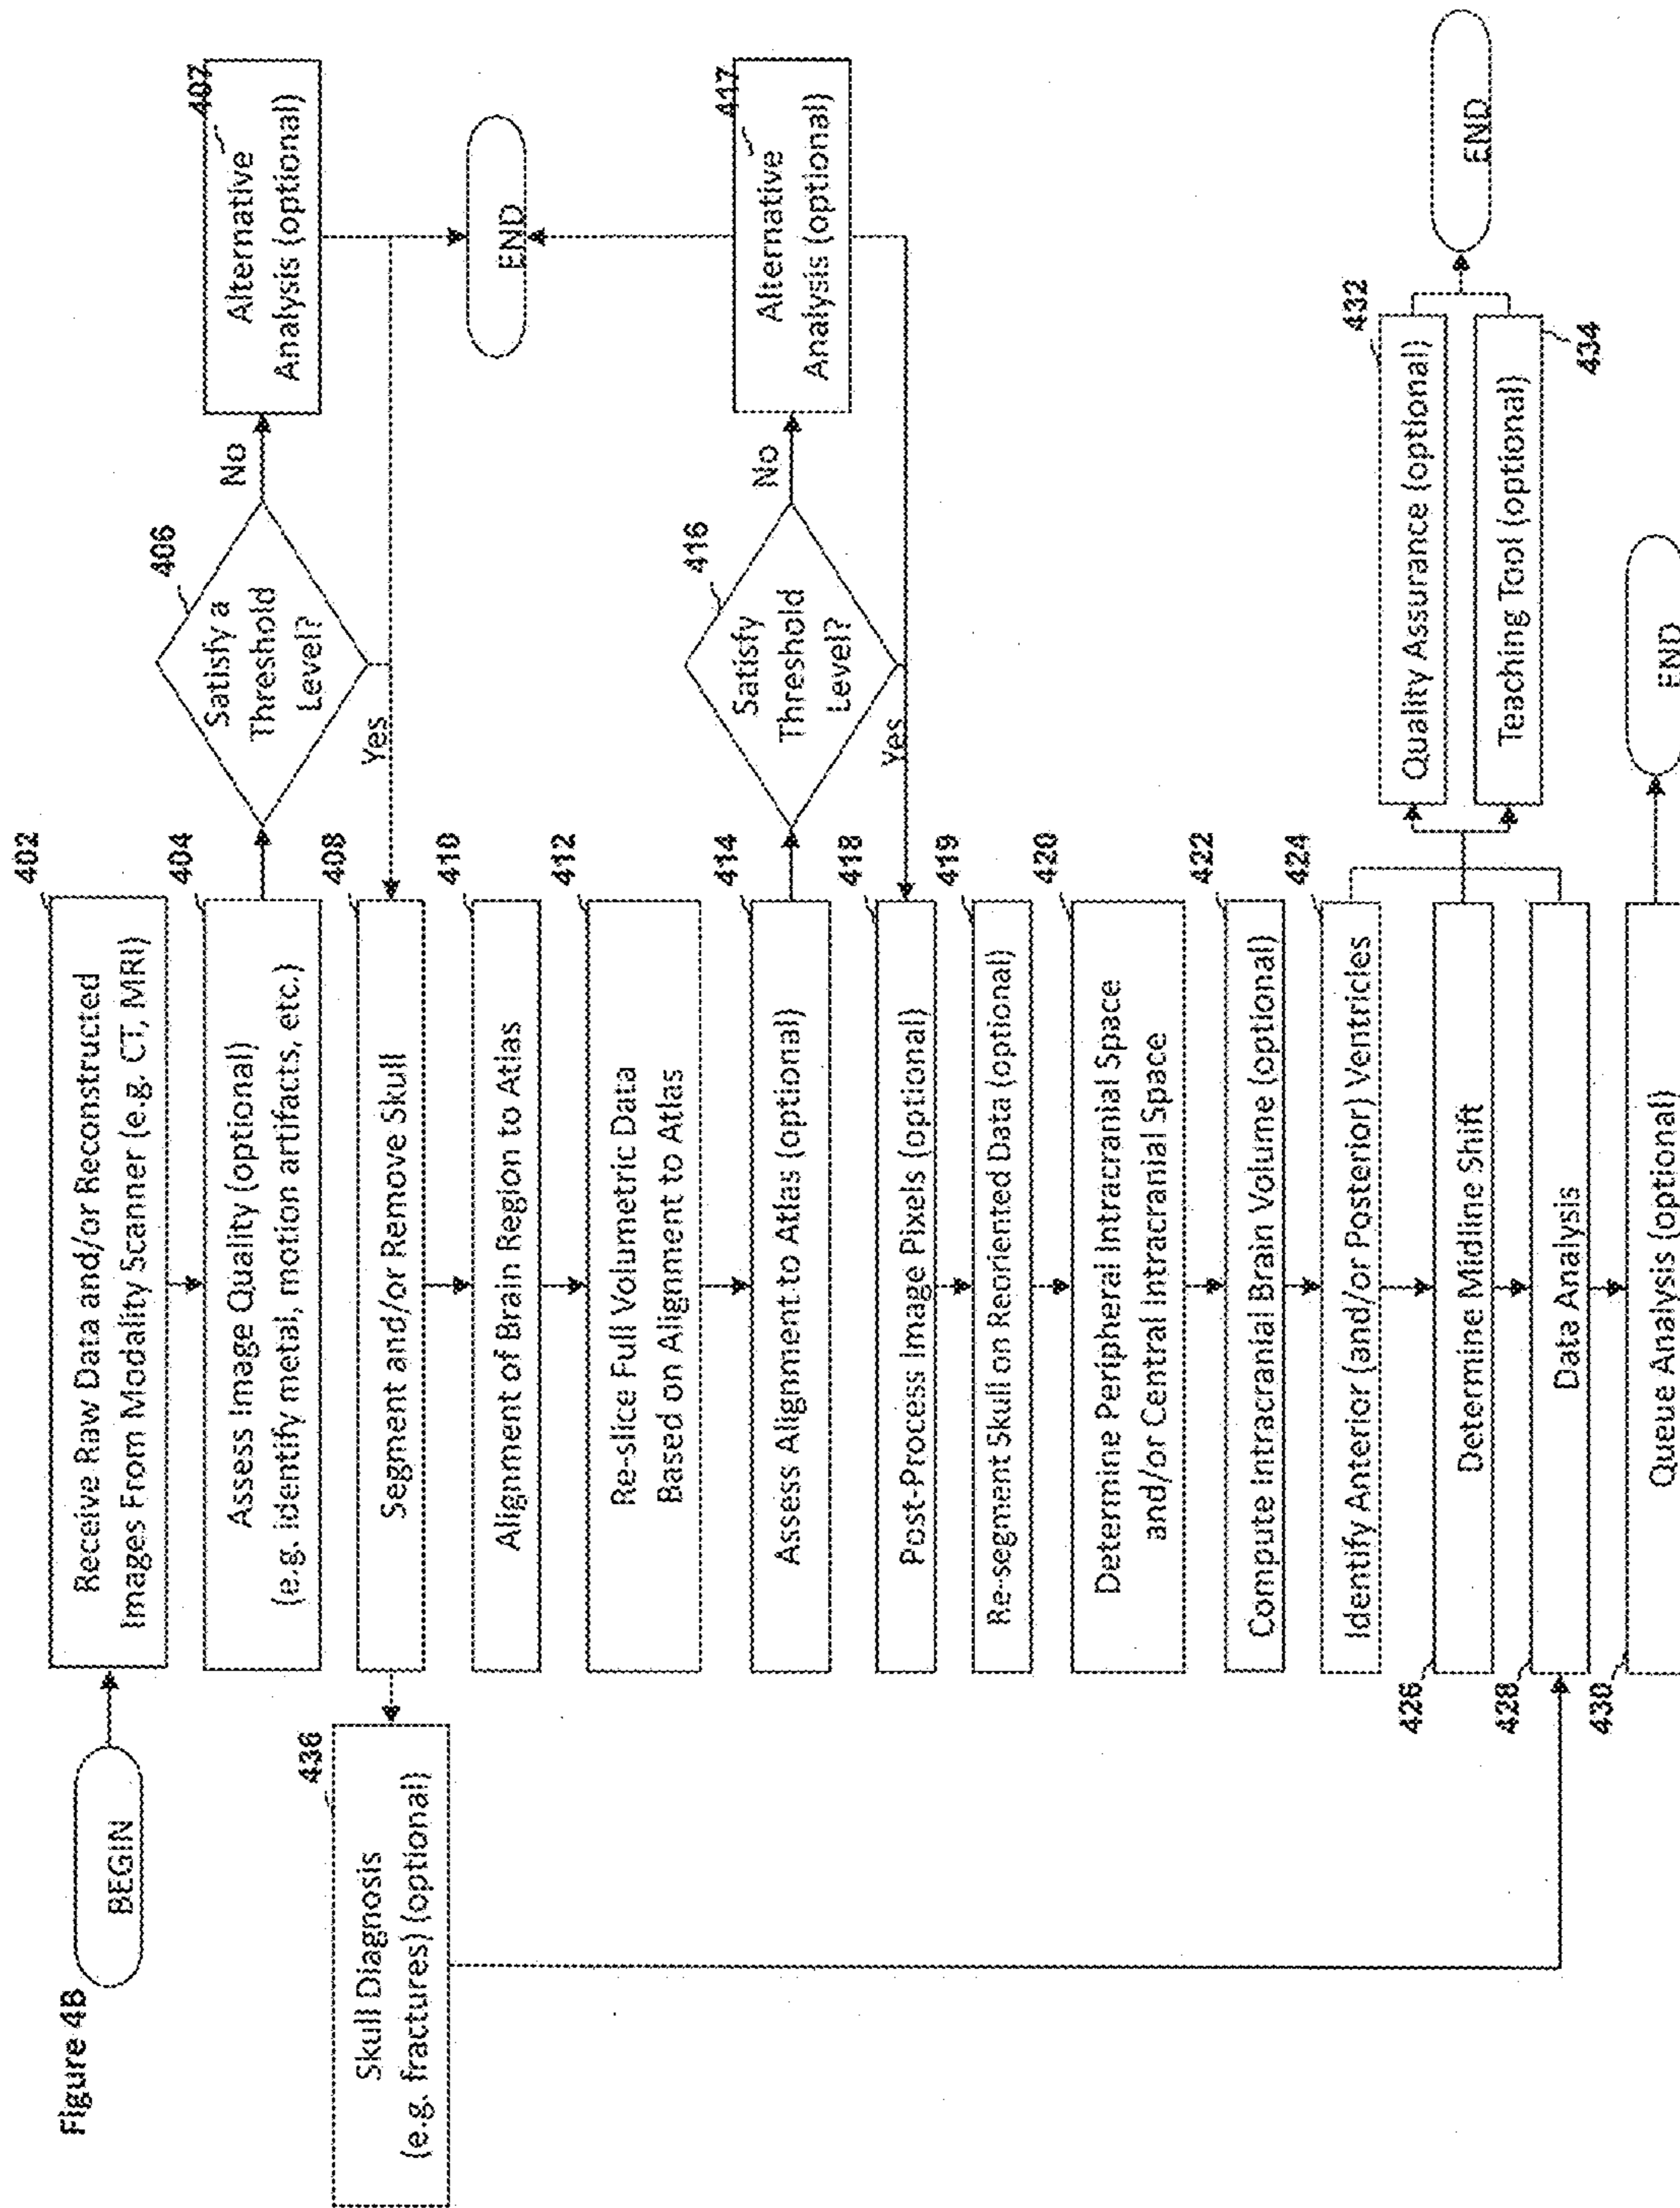 Figure 4B
BEGIN
402
Receive Raw Data and/or Reconstructed
Images From Modality Scanner (e.g. CT, MRI)
404
Assess Image Quality (optional)
(e.g. identify metal, motion artifacts, etc.)
406
Satisfy a
Threshold
Level?
No
Yes
407
Alternative
Analysis (optional)
END
408
Segment and/or Remove Skull
436
Skull Diagnosis
(e.g. fractures) (optional)
410
Alignment of Brain Region to Atlas
412
Re-slice Full Volumetric Data
Based on Alignment to Atlas
414
Assess Alignment to Atlas (optional)
416
Satisfy
Threshold
Level?
No
Yes
417
Alternative
Analysis (optional)
418
Post-Process Image Pixels (optional)
419
Re-segment Skull on Reoriented Data (optional)
420
Determine Peripheral Intracranial Space
and/or Central Intracranial Space
422
Compute Intracranial Brain Volume (optional)
424
Identify Anterior (and/or Posterior) Ventricles
426
Determine Midline Shift
428
Data Analysis
430
Queue Analysis (optional)
432
Quality Assurance (optional)
434
Teaching Tool (optional)
END
END